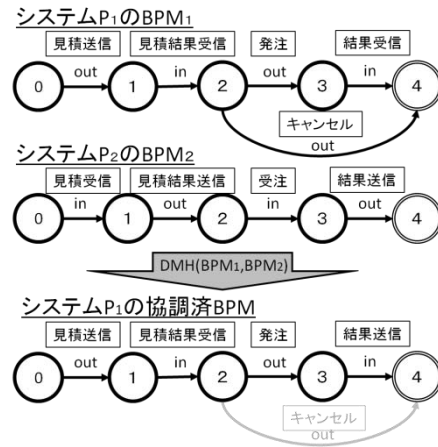 システムP₁のBPM₁
見積送信 見積結果受信 発注 結果受信
out in out in
0 1 2 3 4
キャンセル
out
システムP₂のBPM₂
見積受信 見積結果送信 受注 結果送信
in out in out
0 1 2 3 4
DMH(BPM₁,BPM₂)
システムP₁の協調済BPM
見積送信 見積結果受信 発注 結果送信
out in out in
0 1 2 3 4
キャンセル
out